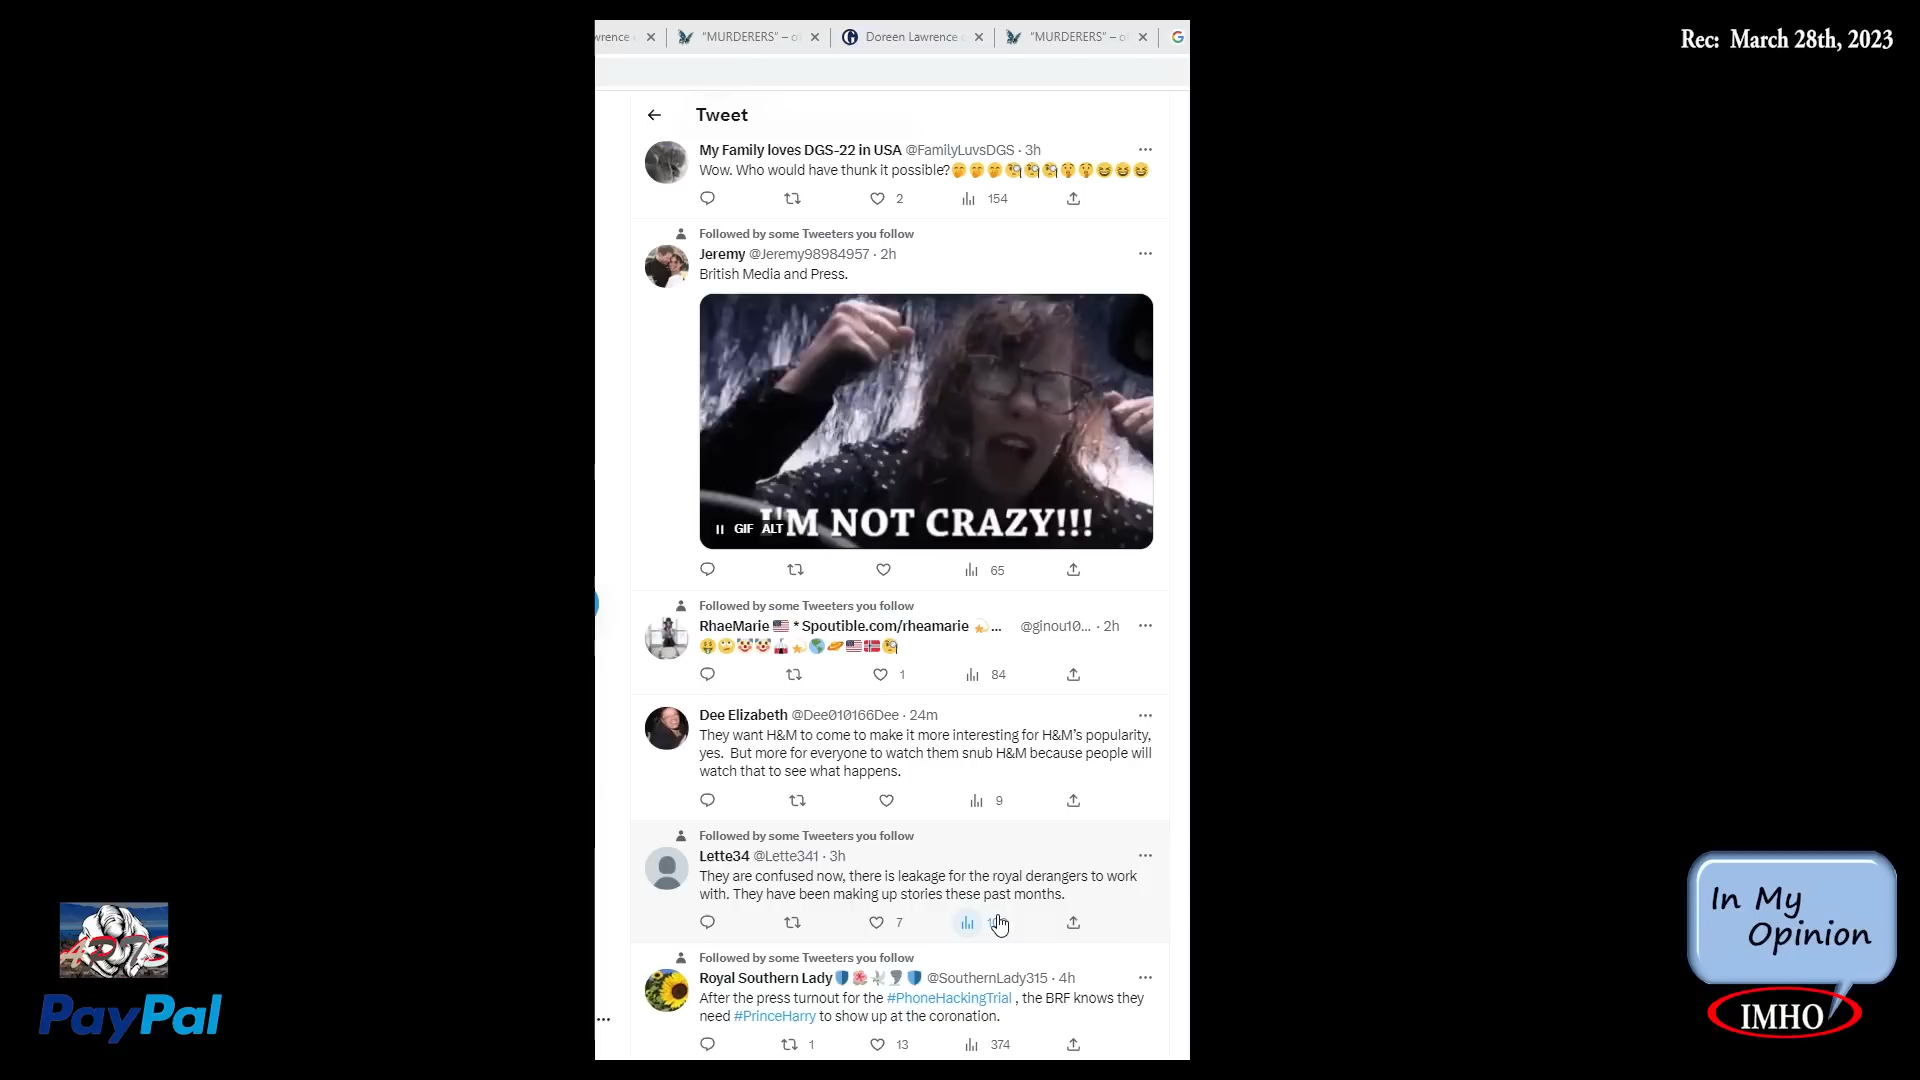 Rec: March 28th, 2023
wrence
"MURDERERS" – o
Doreen Lawrence
"MURDERERS" – o
Tweet
My Family loves DGS-22 in USA @FamilyLuvsDGS · 3h
Wow. Who would have thunk it possible?🤭🤭🤭🧐🧐🧐🤫🤫😆😆😆
2 154
Followed by some Tweeters you follow
Jeremy @Jeremy98984957 · 2h
British Media and Press.
I'M NOT CRAZY!!!
GIF ALT
65
Followed by some Tweeters you follow
RhaeMarie 🇺🇸 * Spoutible.com/rheamarie 💫... @ginou10... · 2h
1 84
Dee Elizabeth @Dee010166Dee · 24m
They want H&M to come to make it more interesting for H&M's popularity,
yes. But more for everyone to watch them snub H&M because people will
watch that to see what happens.
9
Followed by some Tweeters you follow
Lette34 @Lette341 · 3h
They are confused now, there is leakage for the royal derangers to work
with. They have been making up stories these past months.
7
Followed by some Tweeters you follow
Royal Southern Lady @SouthernLady315 · 4h
After the press turnout for the #PhoneHackingTrial , the BRF knows they
need #PrinceHarry to show up at the coronation.
1 13 374
PayPal
In My
Opinion
IMHO